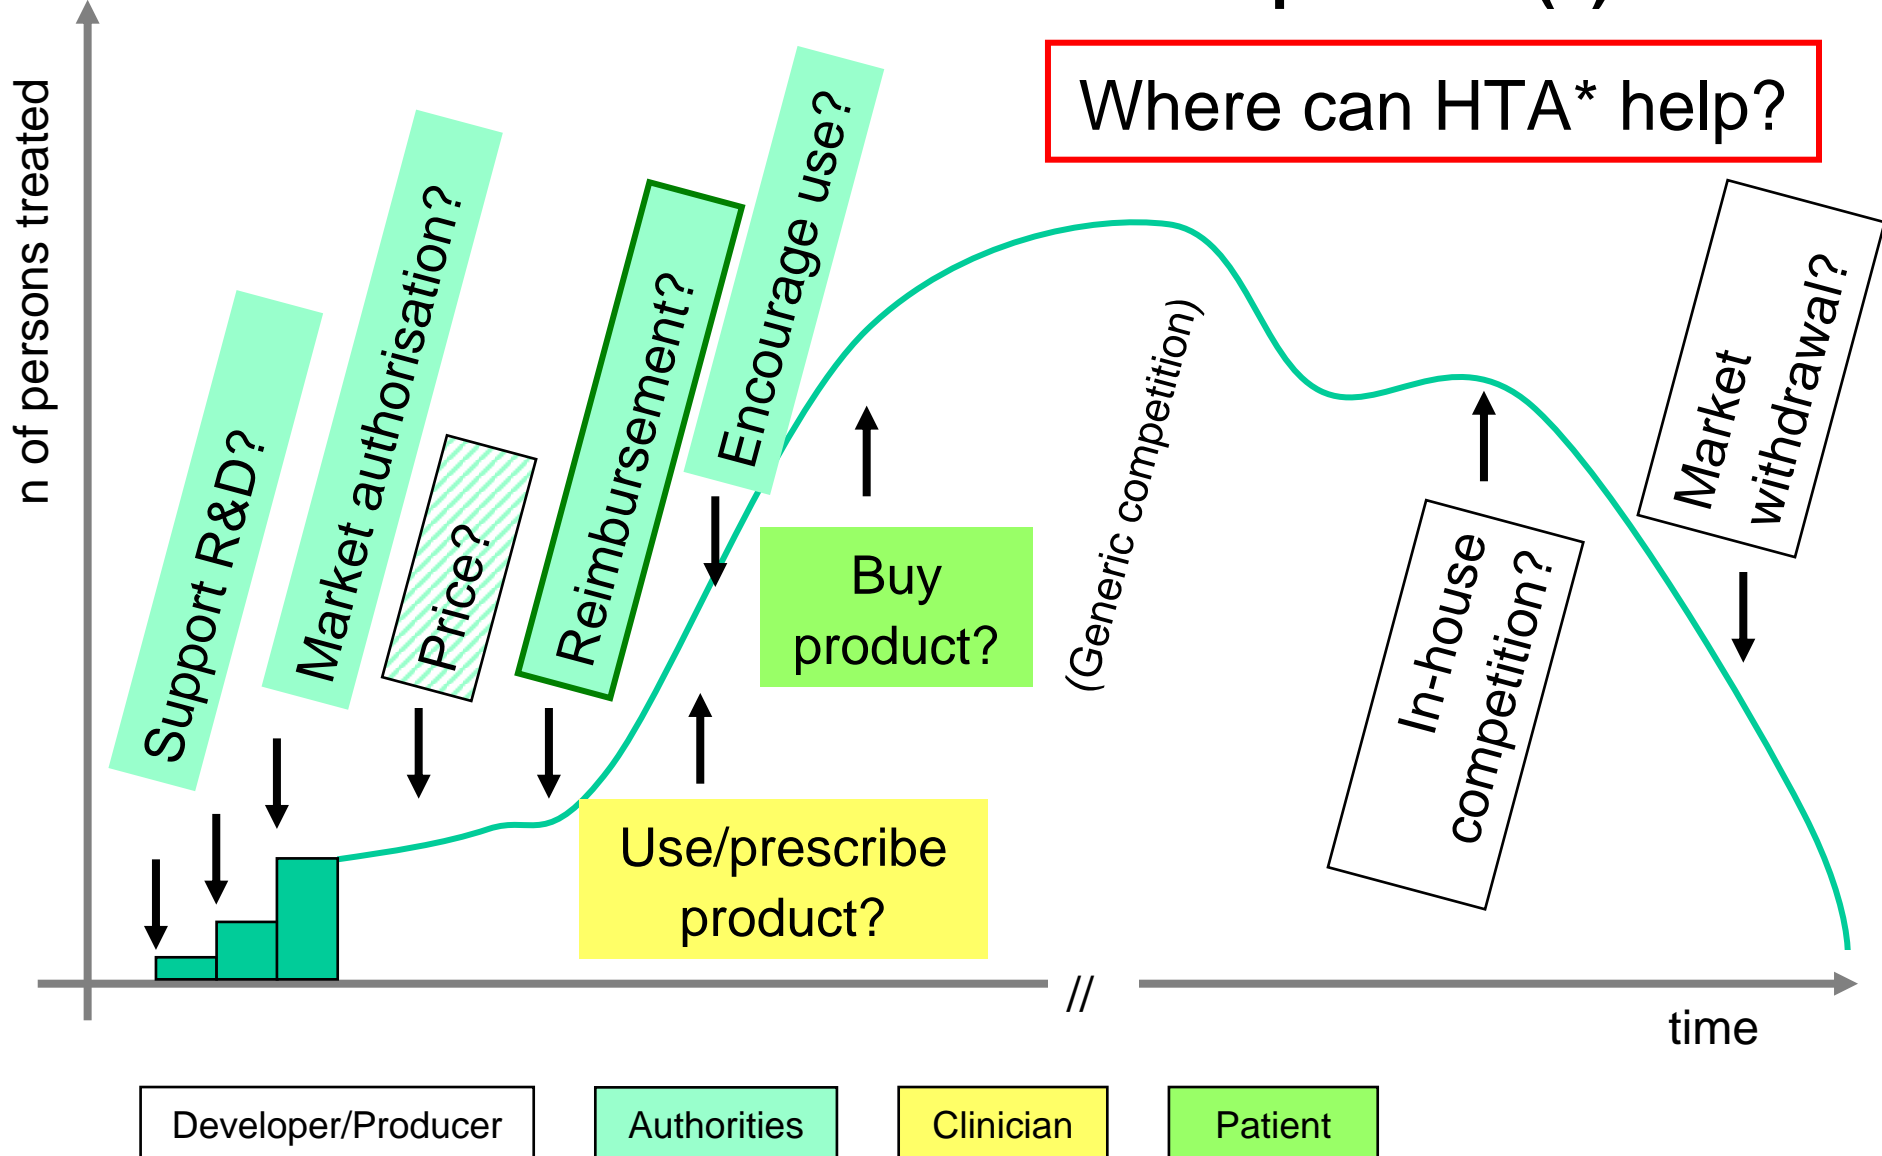 Where can HTA* help?
n of persons treated
Support R&D?
Market authorisation?
Price?
Reimbursement?
Encourage use?
Buy
product?
Use/prescribe
product?
(Generic competition)
In-house
competition?
Market
withdrawal?
//
time
Developer/Producer
Authorities
Clinician
Patient